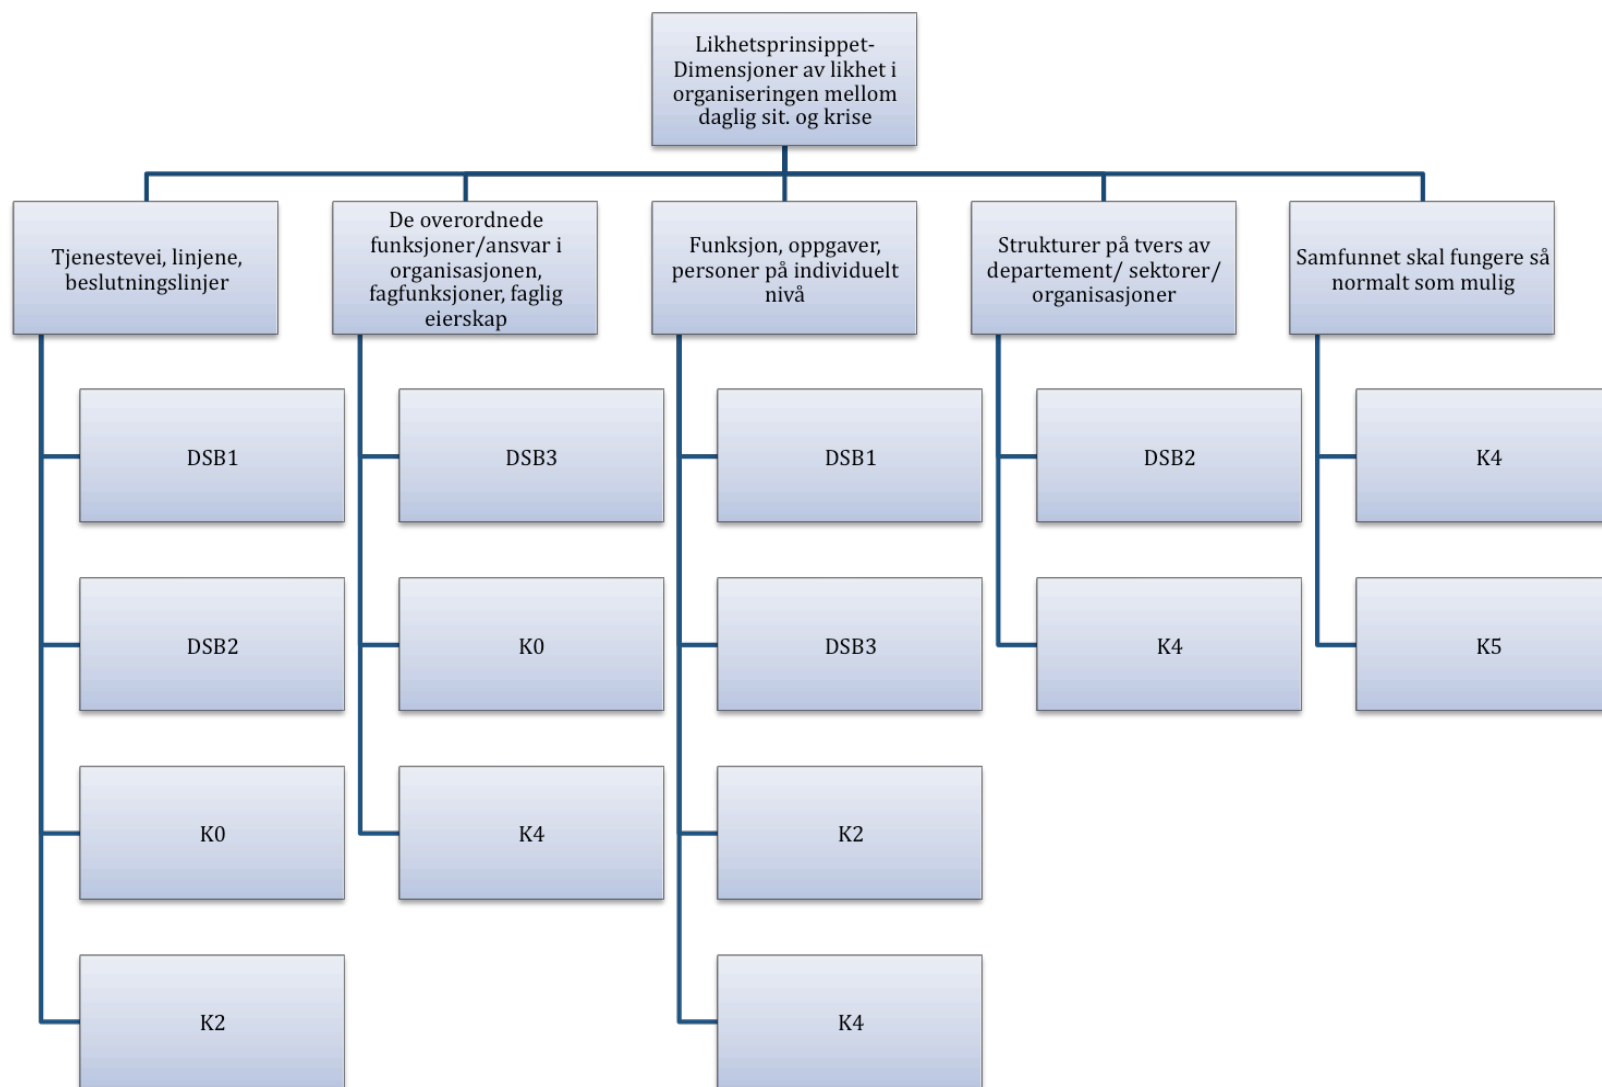 Likhetsprinsippet-
Dimensjoner av likhet i
organiseringen mellom
daglig sit. og krise
Tjenestevei, linjene,
beslutningslinjer
De overordnede
funksjoner/ansvar i
organisasjonen,
fagfunksjoner, faglig
eierskap
Funksjon, oppgaver,
personer på individuelt
nivå
Strukturer på tvers av
departement/ sektorer/
organisasjoner
Samfunnet skal fungere så
normalt som mulig
DSB1
DSB3
DSB1
DSB2
K4
DSB2
K0
DSB3
K4
K5
K0
K4
K2
K2
K4